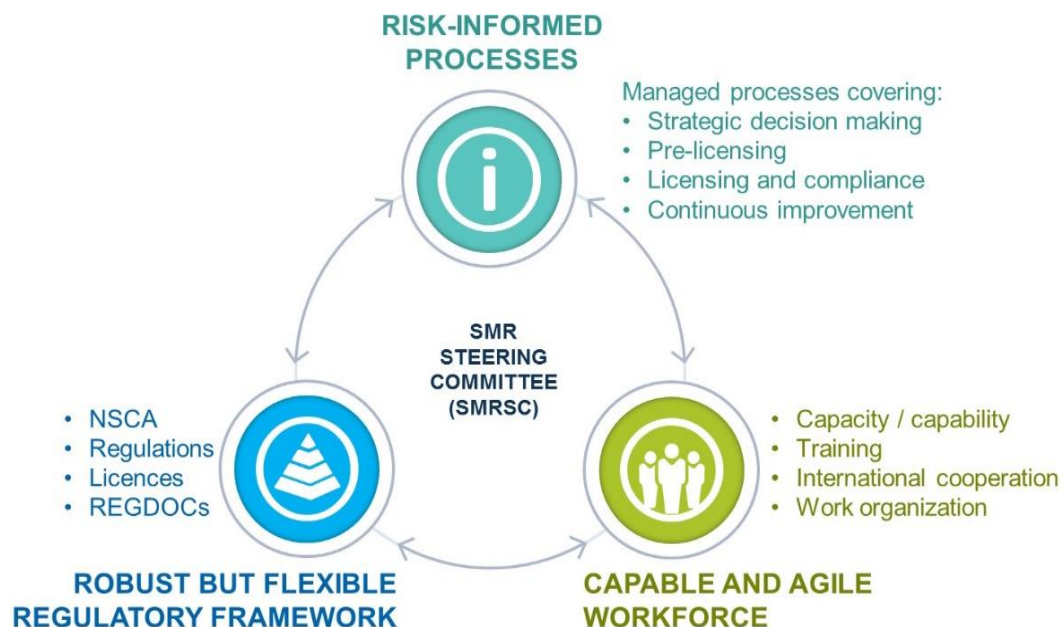 RISK-INFORMED
PROCESSES
Managed processes covering:
• Strategic decision making
• Pre-licensing
• Licensing and compliance
• Continuous improvement
i
SMR
STEERING
COMMITTEE
(SMRSC)
• NSCA
• Regulations
• Licences
• REGDOCs
• Capacity / capability
• Training
• International cooperation
• Work organization
ROBUST BUT FLEXIBLE
REGULATORY FRAMEWORK
CAPABLE AND AGILE
WORKFORCE